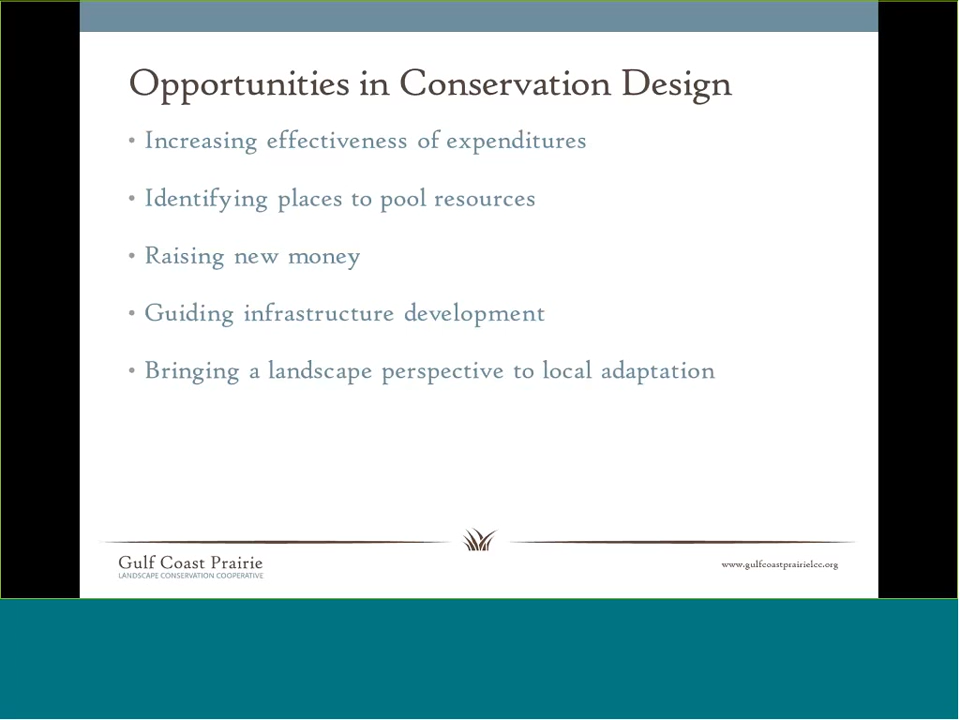 Opportunities in Conservation Design
• Increasing effectiveness of expenditures
• Identifying places to pool resources
• Raising new money
• Guiding infrastructure development
• Bringing a landscape perspective to local adaptation
Gulf Coast Prairie
LANDSCAPE CONSERVATION COOPERATIVE
www.gulfcoastprairielcc.org